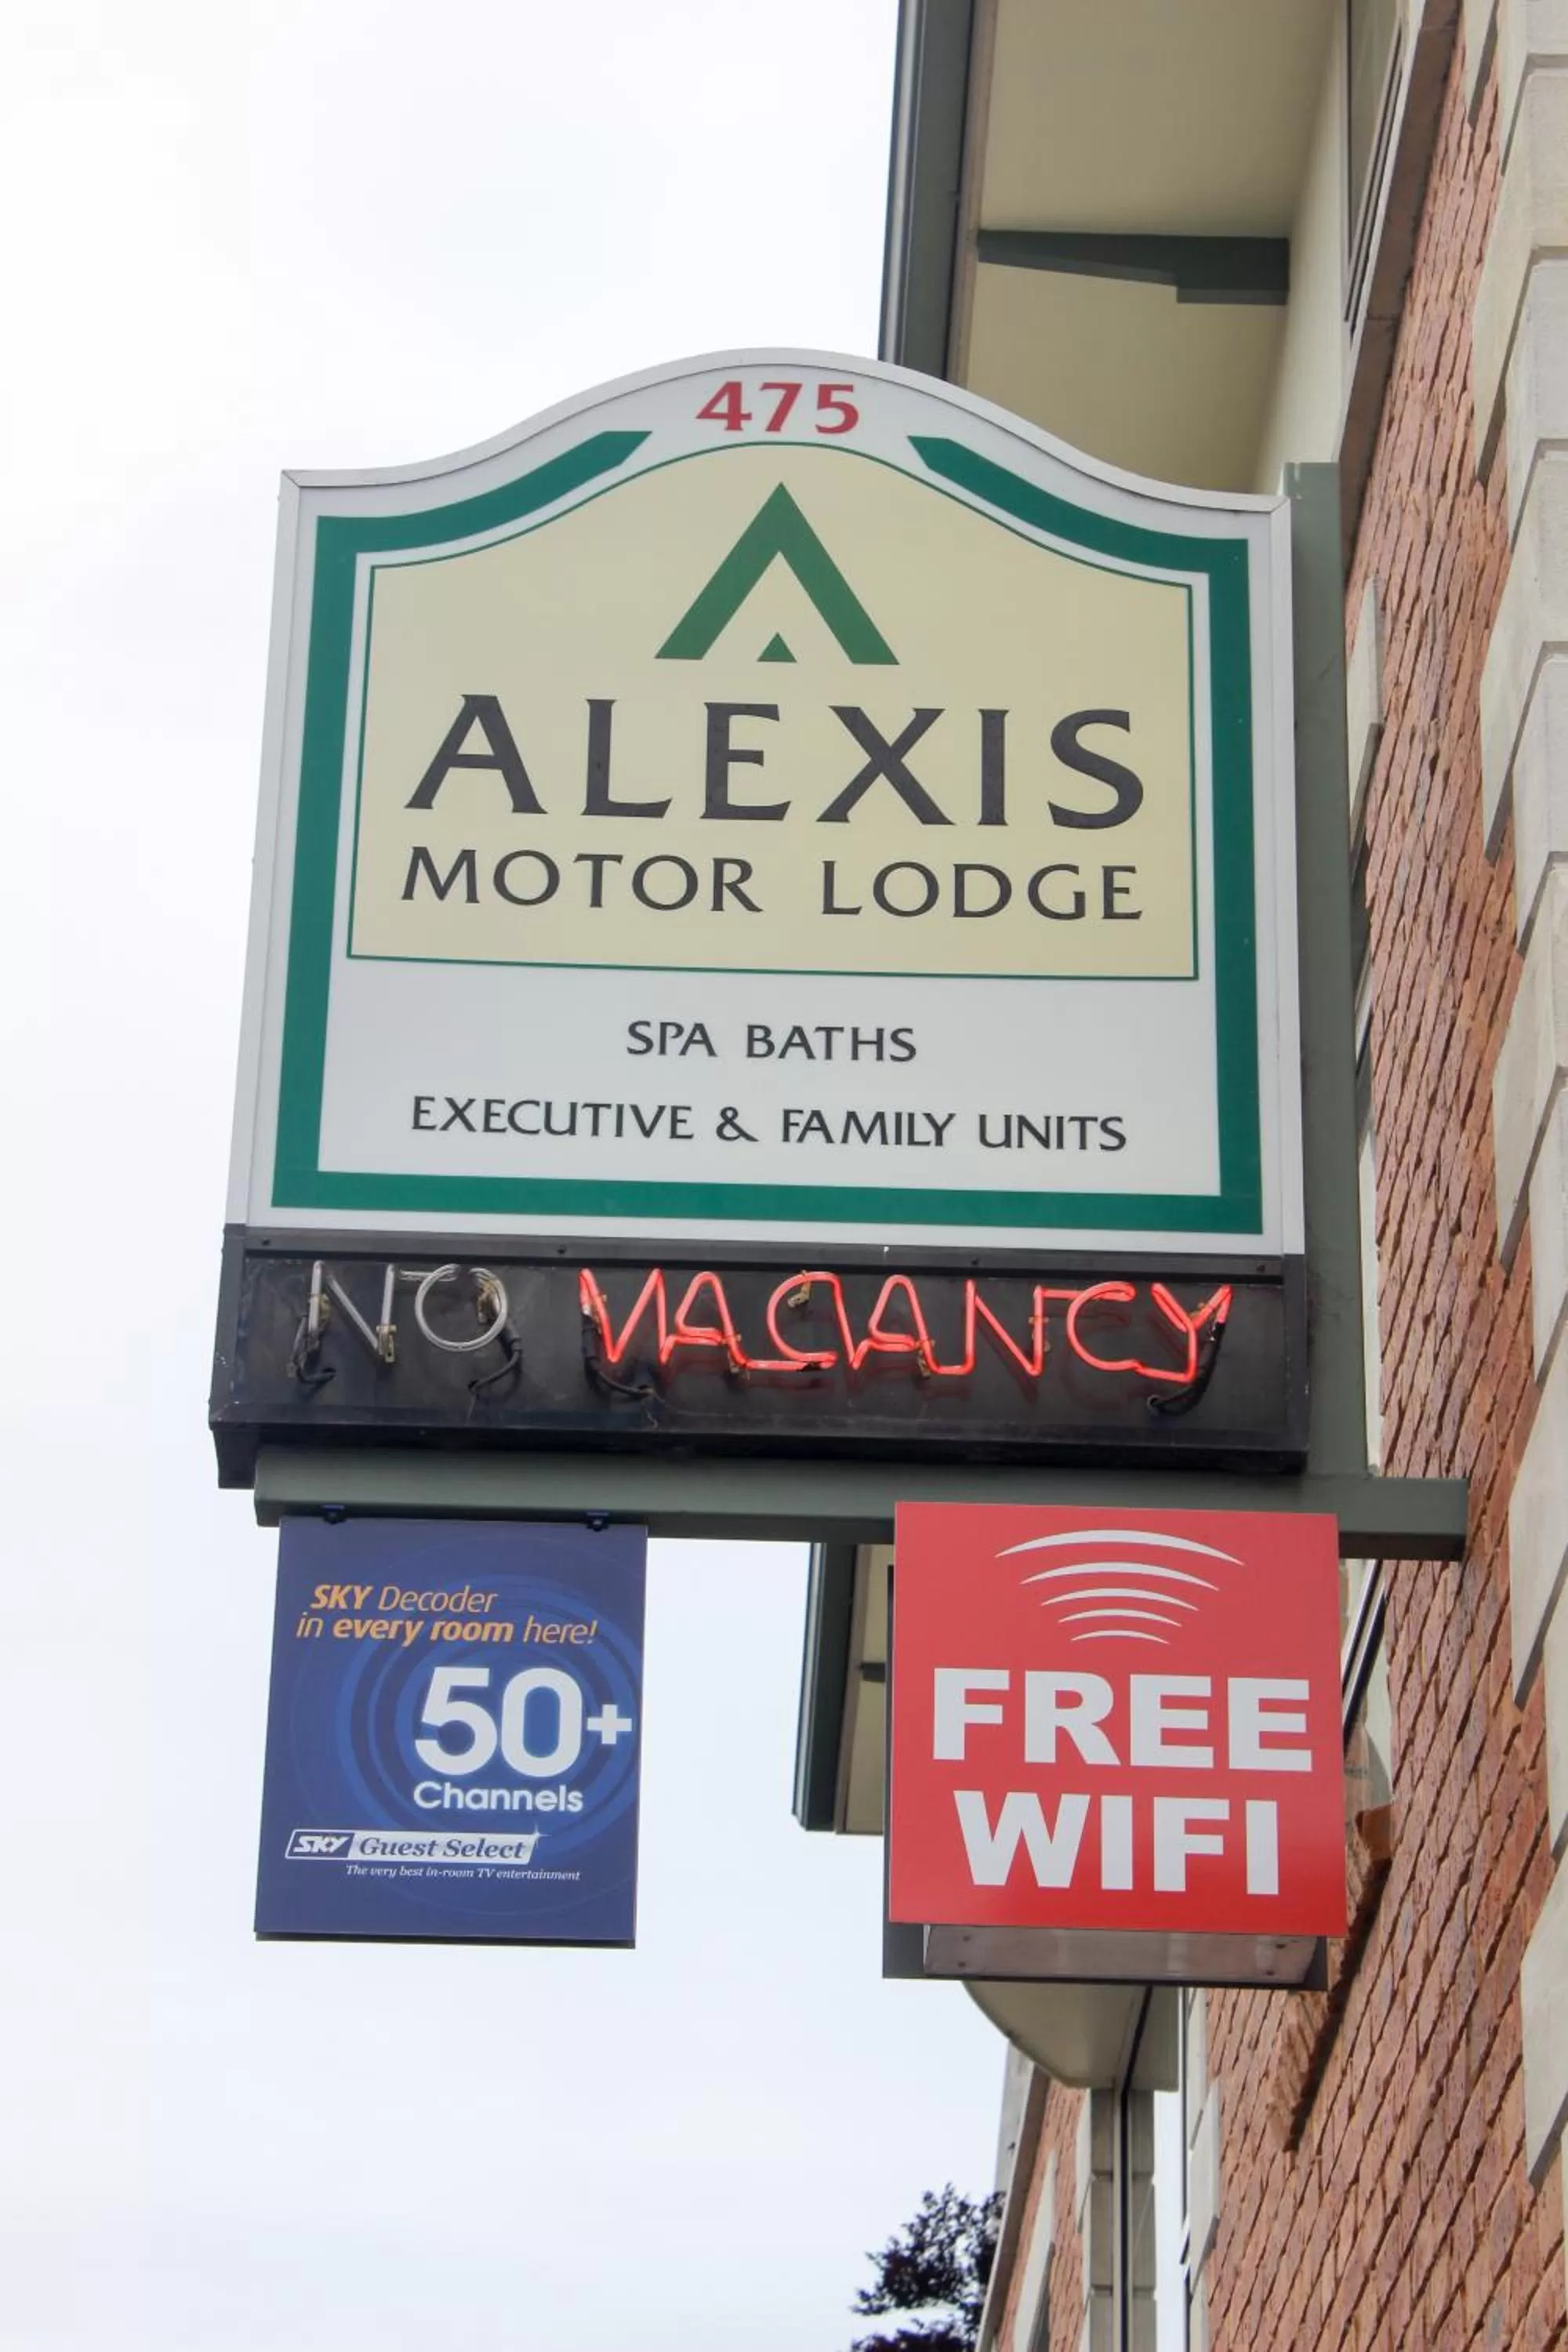 475
ALEXIS
MOTOR LODGE
SPA BATHS
EXECUTIVE & FAMILY UNITS
NO VACANCY
SKY Decoder
in every room here!
50+
Channels
SKY Guest Select
The very best in-room TV entertainment
FREE
WIFI